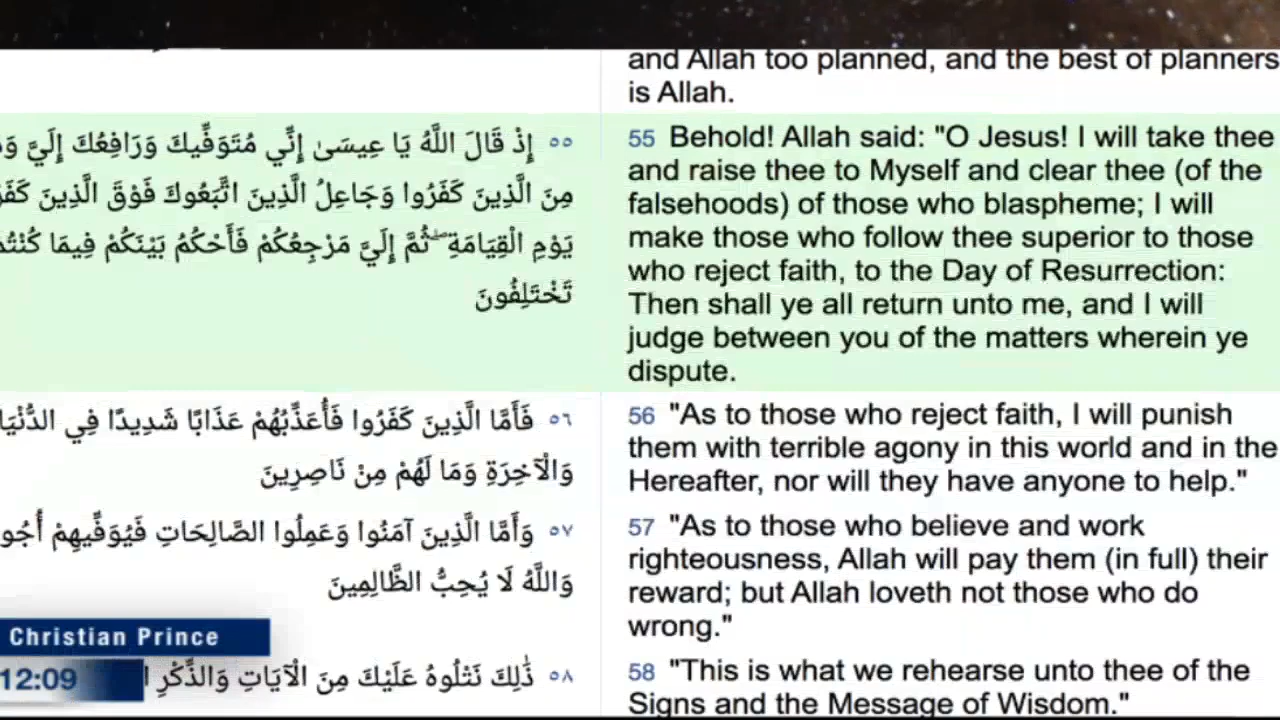 and Allah too planned, and the best of planners
is Allah.
٥٥ إِذْ قَالَ اللَّهُ يَا عِيسَىٰ إِنِّي مُتَوَفِّيكَ وَرَافِعُكَ إِلَيَّ
مِنَ الَّذِينَ كَفَرُوا وَجَاعِلُ الَّذِينَ اتَّبَعُوكَ فَوْقَ الَّذِينَ
يَوْمِ الْقِيَامَةِ ۖ ثُمَّ إِلَيَّ مَرْجِعُكُمْ فَأَحْكُمُ بَيْنَكُمْ فِيمَا
تَخْتَلِفُونَ
55 Behold! Allah said: "O Jesus! I will take thee
and raise thee to Myself and clear thee (of the
falsehoods) of those who blaspheme; I will
make those who follow thee superior to those
who reject faith, to the Day of Resurrection:
Then shall ye all return unto me, and I will
judge between you of the matters wherein ye
dispute.
٥٦ فَأَمَّا الَّذِينَ كَفَرُوا فَأُعَذِّبُهُمْ عَذَابًا شَدِيدًا فِي الدُّنْيَا
وَالْآخِرَةِ وَمَا لَهُمْ مِنْ نَاصِرِينَ
56 "As to those who reject faith, I will punish
them with terrible agony in this world and in the
Hereafter, nor will they have anyone to help."
٥٧ وَأَمَّا الَّذِينَ آمَنُوا وَعَمِلُوا الصَّالِحَاتِ فَيُوَفِّيهِمْ
وَاللَّهُ لَا يُحِبُّ الظَّالِمِينَ
57 "As to those who believe and work
righteousness, Allah will pay them (in full) their
reward; but Allah loveth not those who do
wrong."
٥٨ ذَٰلِكَ نَتْلُوهُ عَلَيْكَ مِنَ الْآيَاتِ وَالذِّكْرِ
58 "This is what we rehearse unto thee of the
Signs and the Message of Wisdom."
Christian Prince
12:09